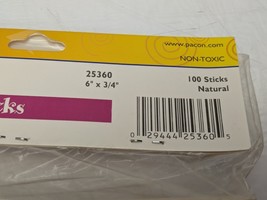 www.pacon.com
NON-TOXIC
25360
6" x 3/4"
100 Sticks
Natural
cks
0 29444 25360 5